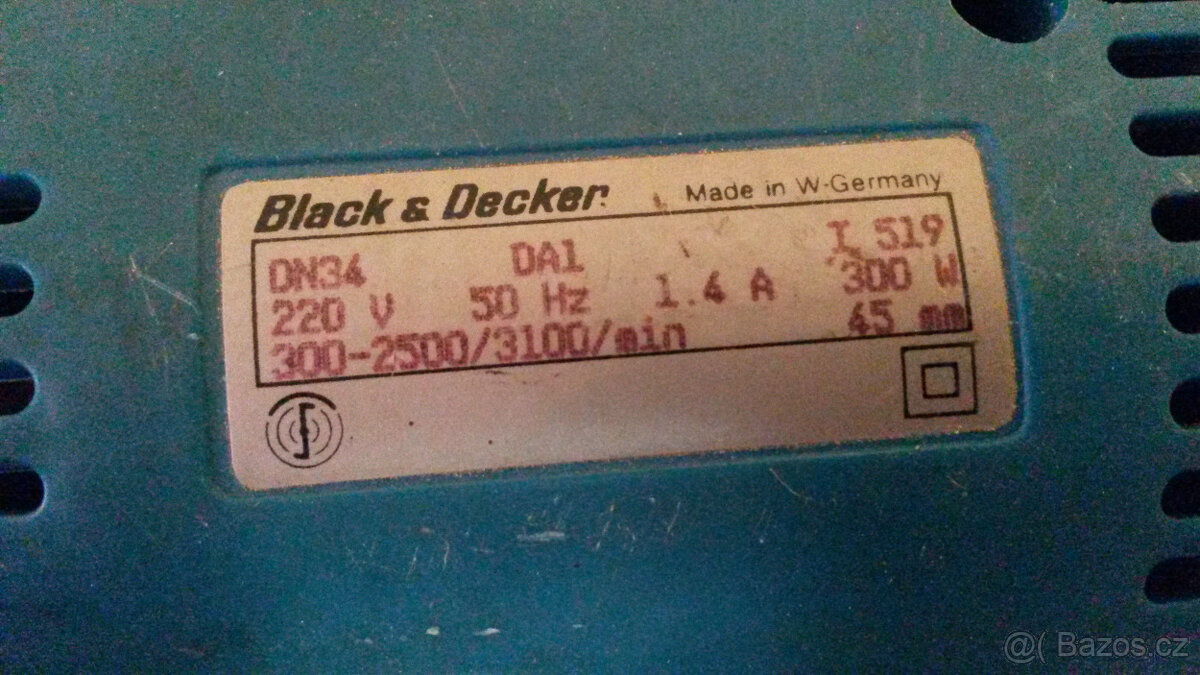 Black & Decker
Made in W-Germany
DN34 DA1 I 519
220 V 50 Hz 1.4 A 300 W
300-2500/3100/min 45 mm
@( Bazos.cz